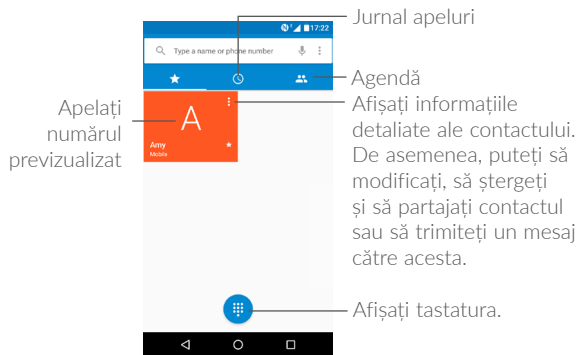 Jurnal apeluri
17:22
Type a name or phone number
Agendă
Apelați
numărul
previzualizat
A
Amy
Mobile
Afișați informațiile
detaliate ale contactului.
De asemenea, puteți să
modificați, să ștergeți
și să partajați contactul
sau să trimiteți un mesaj
către acesta.
Afișați tastatura.